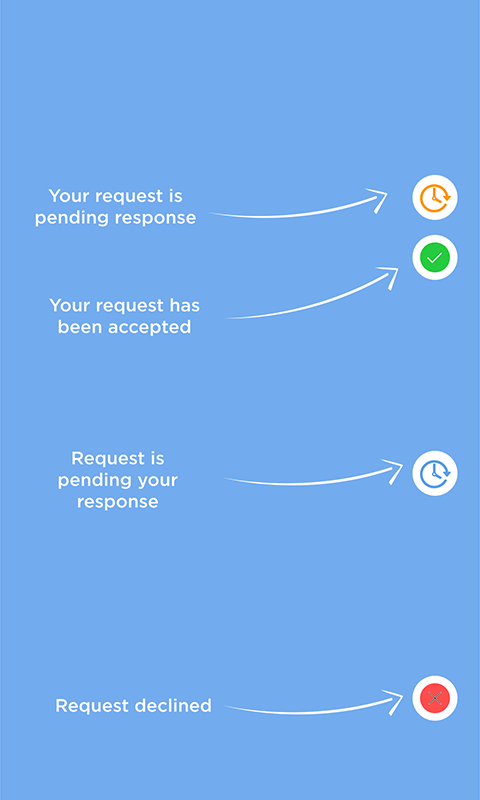 Your request is
pending response
Your request has
been accepted
Request is
pending your
response
Request declined